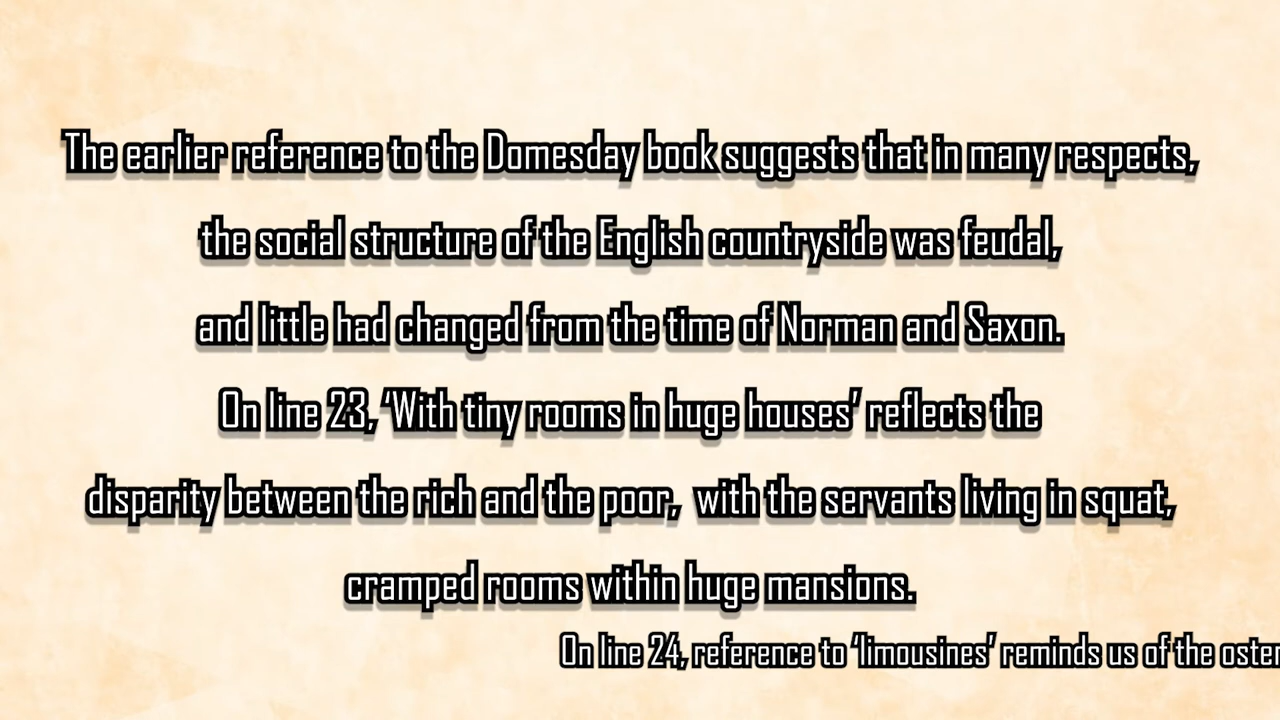 The earlier reference to the Domesday book suggests that in many respects,
the social structure of the English countryside was feudal,
and little had changed from the time of Norman and Saxon.
On line 23, ‘With tiny rooms in huge houses’ reflects the
disparity between the rich and the poor, with the servants living in squat,
cramped rooms within huge mansions.
On line 24, reference to ‘limousines’ reminds us of the